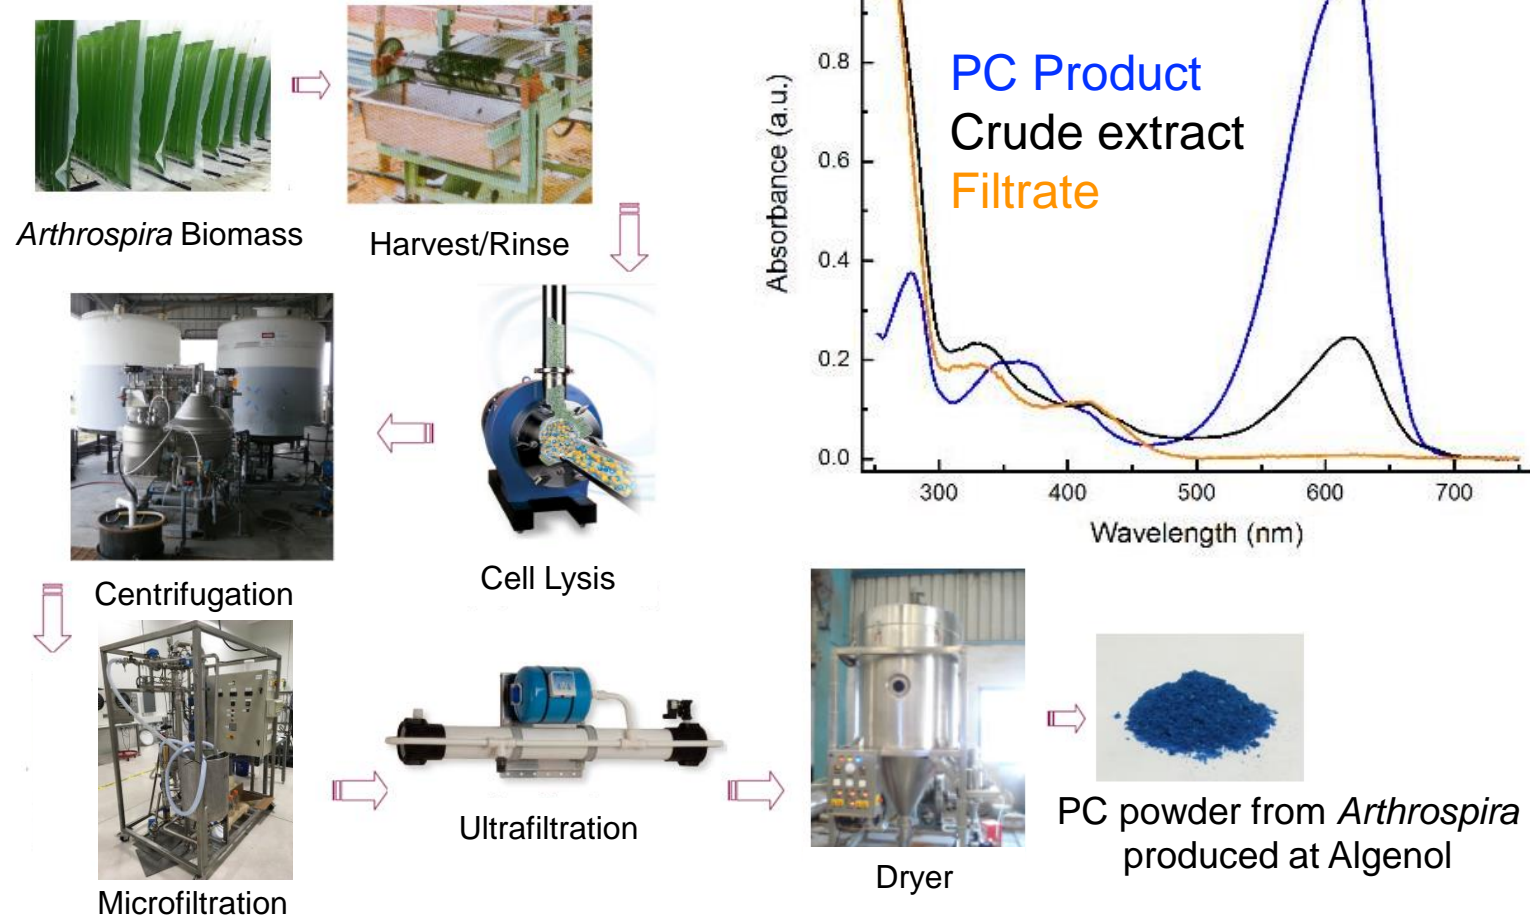 Arthrospira Biomass
Harvest/Rinse
Cell Lysis
Centrifugation
Microfiltration
Ultrafiltration
Dryer
PC powder from Arthrospira
produced at Algenol
PC Product
Crude extract
Filtrate
Absorbance (a.u.)
0.8
0.6
0.4
0.2
0.0
300 400 500 600 700
Wavelength (nm)